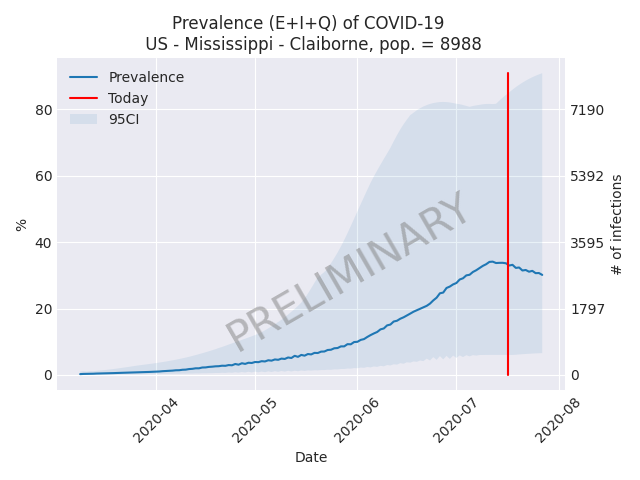 Prevalence (E+I+Q) of COVID-19
US - Mississippi - Claiborne, pop. = 8988
Prevalence
Today
95CI
PRELIMINARY
%
80
60
40
20
0
# of infections
7190
5392
3595
1797
0
2020-04
2020-05
2020-06
2020-07
2020-08
Date